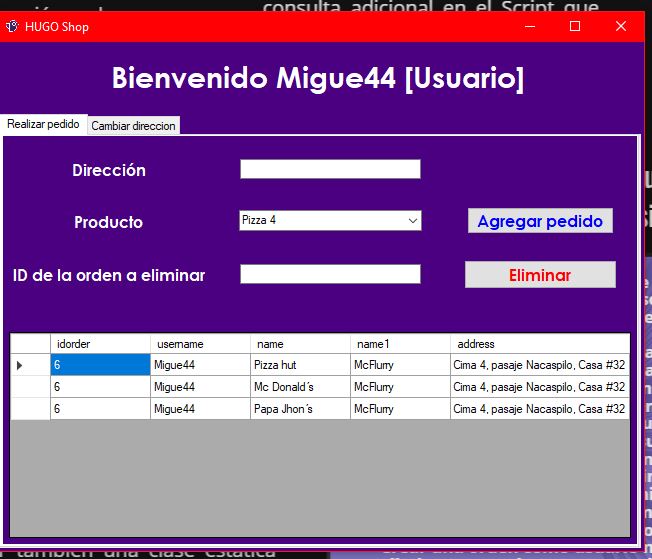 consulta adicional en el Script que
HUGO Shop
Bienvenido Migue44 [Usuario]
Realizar pedido
Cambiar direccion
Dirección
Producto
Pizza 4
Agregar pedido
ID de la orden a eliminar
Eliminar
idorder username name name1 address
6 Migue44 Pizza hut McFlurry Cima 4, pasaje Nacaspilo, Casa #32
6 Migue44 Mc Donald´s McFlurry Cima 4, pasaje Nacaspilo, Casa #32
6 Migue44 Papa Jhon´s McFlurry Cima 4, pasaje Nacaspilo, Casa #32
también una clase estática